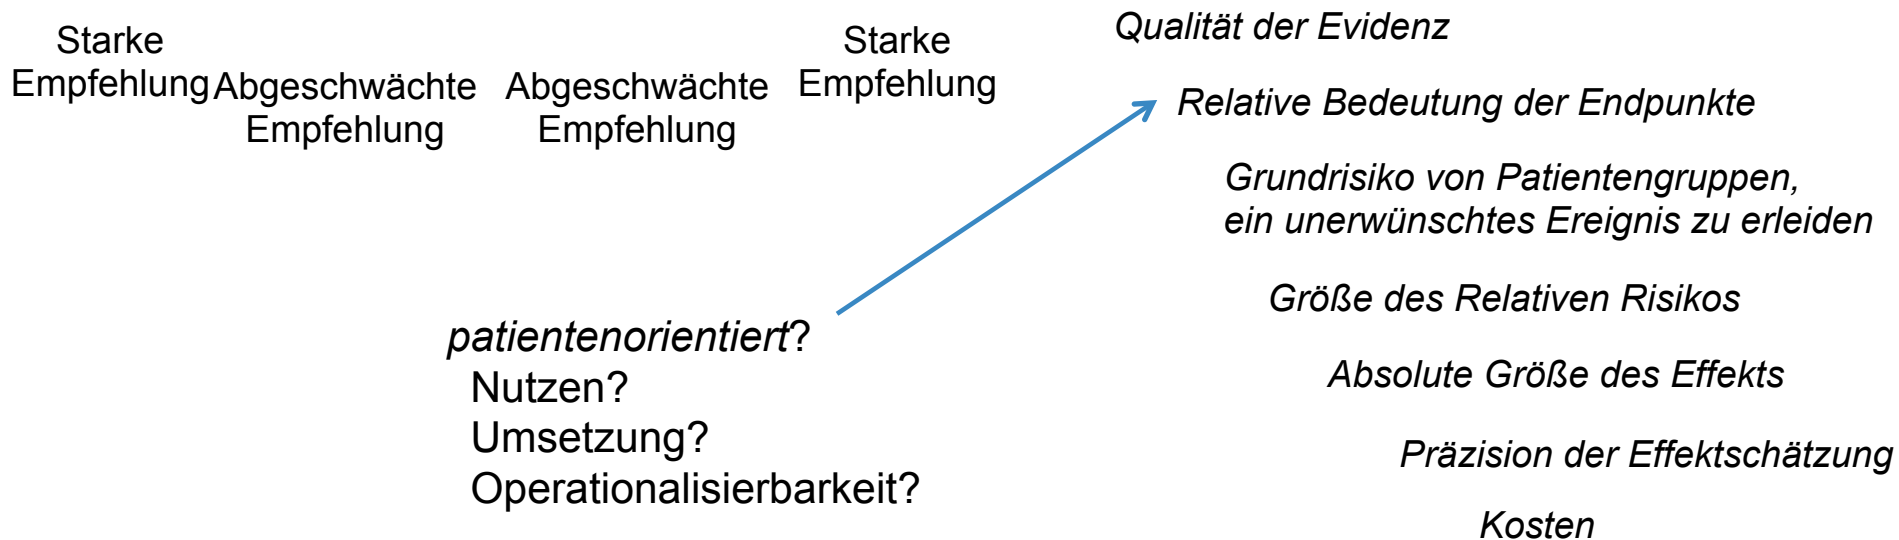 Starke
Empfehlung
Abgeschwächte
Empfehlung
Abgeschwächte
Empfehlung
Starke
Empfehlung
Qualität der Evidenz
Relative Bedeutung der Endpunkte
Grundrisiko von Patientengruppen,
ein unerwünschtes Ereignis zu erleiden
Größe des Relativen Risikos
Absolute Größe des Effekts
Präzision der Effektschätzung
Kosten
patientenorientiert?
Nutzen?
Umsetzung?
Operationalisierbarkeit?